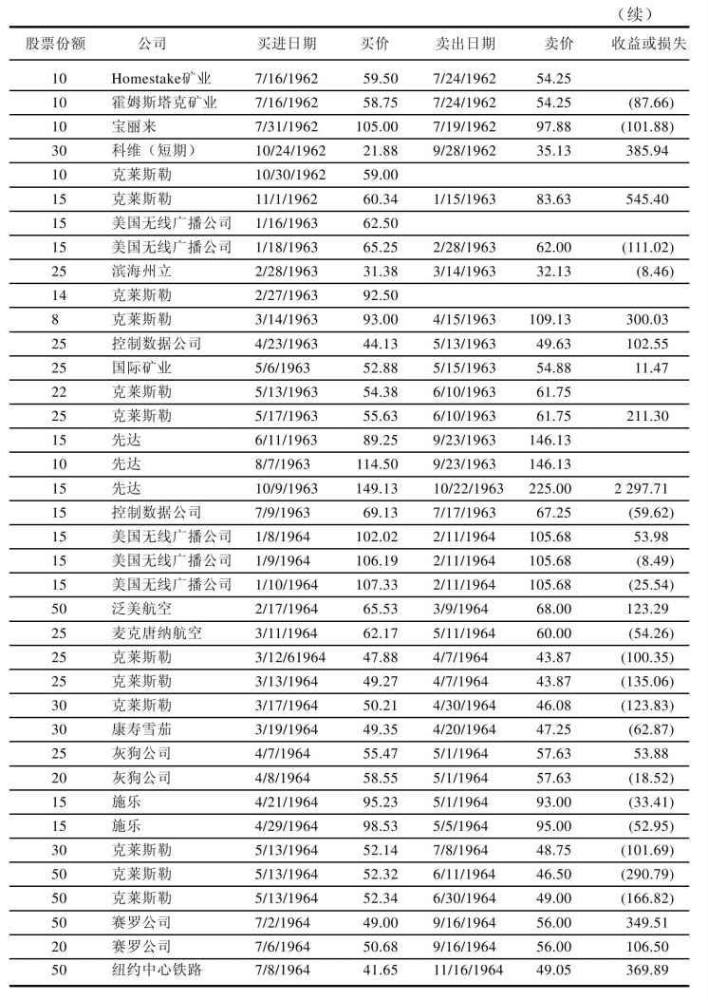 （续）
股票份额 公司 买进日期 买价 卖出日期 卖价 收益或损失
10 Homestake矿业 7/16/1962 59.50 7/24/1962 54.25
10 霍姆斯塔克矿业 7/16/1962 58.75 7/24/1962 54.25 (87.66)
10 宝丽来 7/31/1962 105.00 7/19/1962 97.88 (101.88)
30 科维（短期） 10/24/1962 21.88 9/28/1962 35.13 385.94
10 克莱斯勒 10/30/1962 59.00
15 克莱斯勒 11/1/1962 60.34 1/15/1963 83.63 545.40
15 美国无线广播公司 1/16/1963 62.50
15 美国无线广播公司 1/18/1963 65.25 2/28/1963 62.00 (111.02)
25 滨海州立 2/28/1963 31.38 3/14/1963 32.13 (8.46)
14 克莱斯勒 2/27/1963 92.50
8 克莱斯勒 3/14/1963 93.00 4/15/1963 109.13 300.03
25 控制数据公司 4/23/1963 44.13 5/13/1963 49.63 102.55
25 国际矿业 5/6/1963 52.88 5/15/1963 54.88 11.47
22 克莱斯勒 5/13/1963 54.38 6/10/1963 61.75
25 克莱斯勒 5/17/1963 55.63 6/10/1963 61.75 211.30
15 先达 6/11/1963 89.25 9/23/1963 146.13
10 先达 8/7/1963 114.50 9/23/1963 146.13
15 先达 10/9/1963 149.13 10/22/1963 225.00 2 297.71
15 控制数据公司 7/9/1963 69.13 7/17/1963 67.25 (59.62)
15 美国无线广播公司 1/8/1964 102.02 2/11/1964 105.68 53.98
15 美国无线广播公司 1/9/1964 106.19 2/11/1964 105.68 (8.49)
15 美国无线广播公司 1/10/1964 107.33 2/11/1964 105.68 (25.54)
50 泛美航空 2/17/1964 65.53 3/9/1964 68.00 123.29
25 麦克唐纳航空 3/11/1964 62.17 5/11/1964 60.00 (54.26)
25 克莱斯勒 3/12/61964 47.88 4/7/1964 43.87 (100.35)
25 克莱斯勒 3/13/1964 49.27 4/7/1964 43.87 (135.06)
30 克莱斯勒 3/17/1964 50.21 4/30/1964 46.08 (123.83)
30 康寿雪茄 3/19/1964 49.35 4/20/1964 47.25 (62.87)
25 灰狗公司 4/7/1964 55.47 5/1/1964 57.63 53.88
20 灰狗公司 4/8/1964 58.55 5/1/1964 57.63 (18.52)
15 施乐 4/21/1964 95.23 5/1/1964 93.00 (33.41)
15 施乐 4/29/1964 98.53 5/5/1964 95.00 (52.95)
30 克莱斯勒 5/13/1964 52.14 7/8/1964 48.75 (101.69)
50 克莱斯勒 5/13/1964 52.32 6/11/1964 46.50 (290.79)
50 克莱斯勒 5/13/1964 52.34 6/30/1964 49.00 (166.82)
50 赛罗公司 7/2/1964 49.00 9/16/1964 56.00 349.51
20 赛罗公司 7/6/1964 50.68 9/16/1964 56.00 106.50
50 纽约中心铁路 7/8/1964 41.65 11/16/1964 49.05 369.89